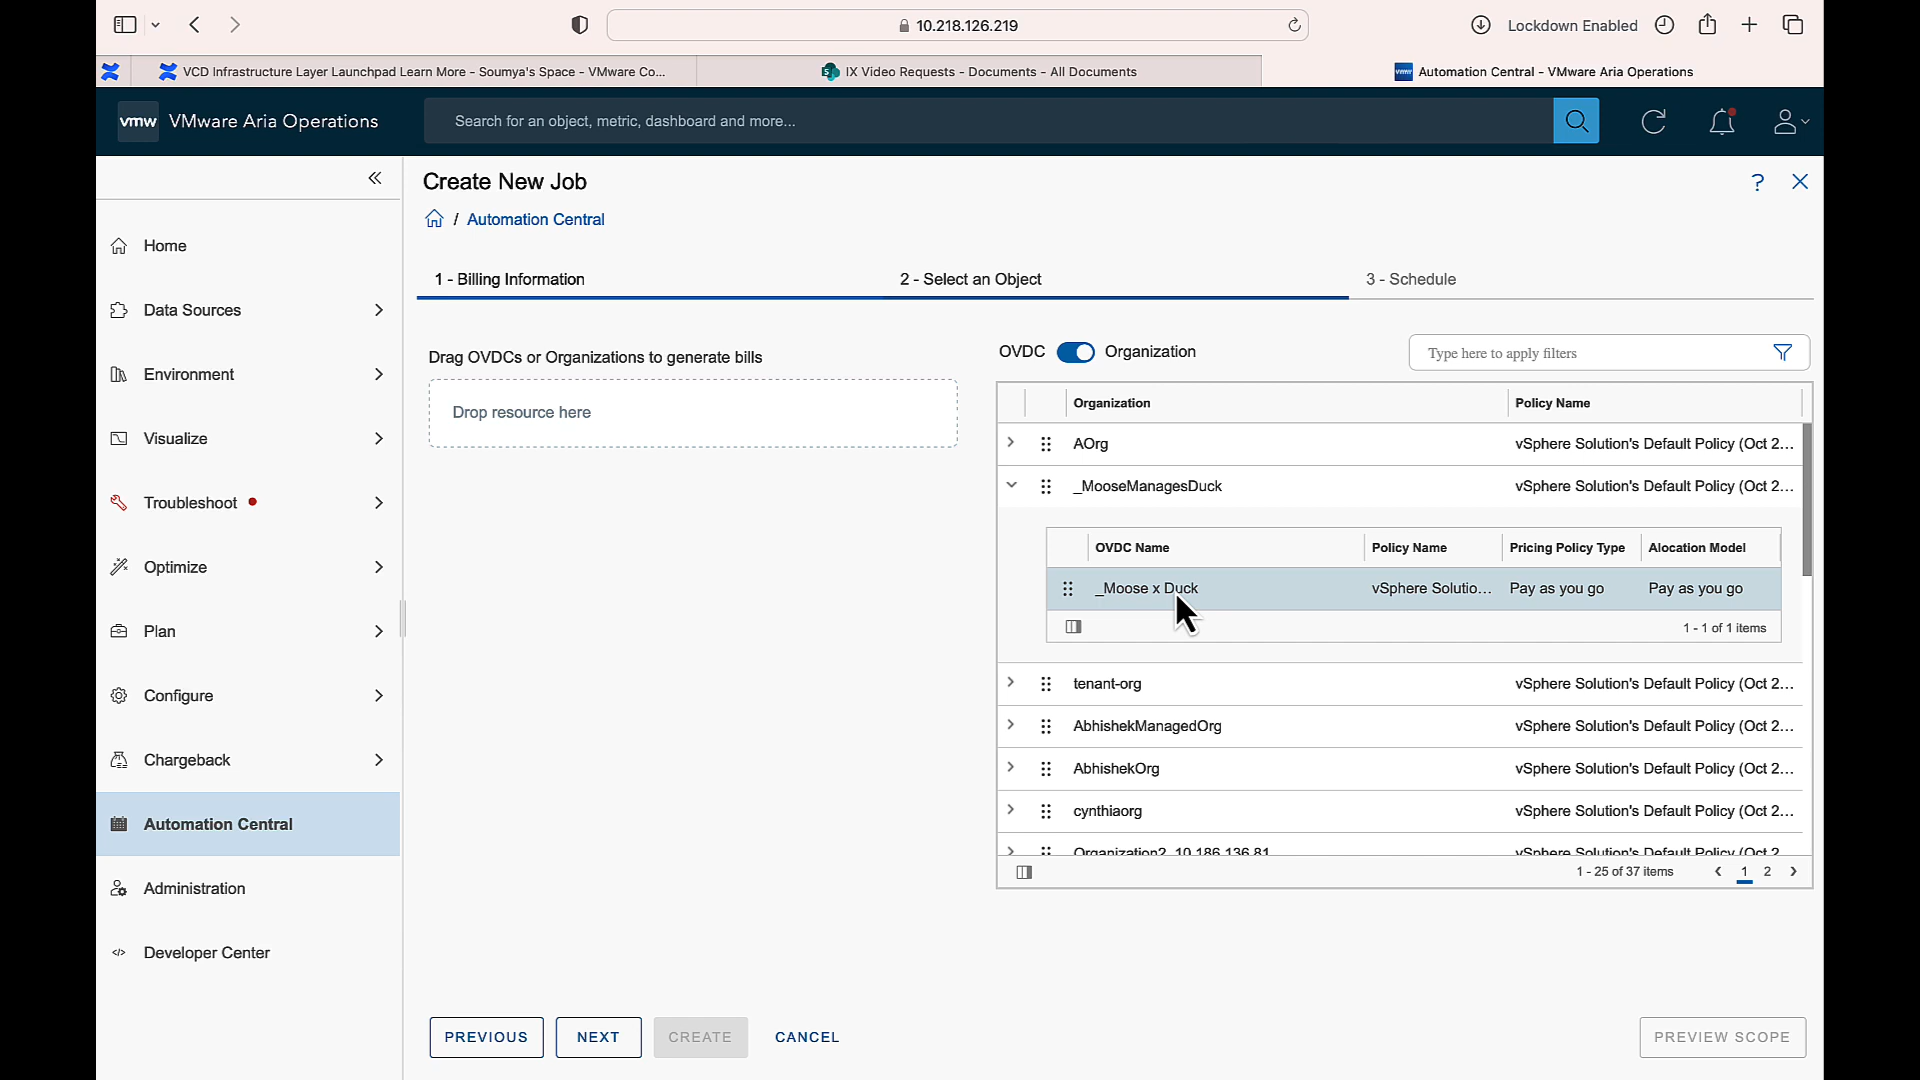 10.218.126.219
Lockdown Enabled
VCD Infrastructure Layer Launchpad Learn More - Soumya's Space - VMware Co...
IX Video Requests - Documents - All Documents
vmw Automation Central - VMware Aria Operations
vmw VMware Aria Operations
Search for an object, metric, dashboard and more...
Create New Job
/ Automation Central
Home
Data Sources
Environment
Visualize
Troubleshoot
Optimize
Plan
Configure
Chargeback
Automation Central
Administration
Developer Center
1 - Billing Information
2 - Select an Object
3 - Schedule
Drag OVDCs or Organizations to generate bills
Drop resource here
OVDC Organization
Type here to apply filters
Organization Policy Name
AOrg vSphere Solution's Default Policy (Oct 2...
_MooseManagesDuck vSphere Solution's Default Policy (Oct 2...
OVDC Name Policy Name Pricing Policy Type Alocation Model
_Moose x Duck vSphere Solutio... Pay as you go Pay as you go
1 - 1 of 1 items
tenant-org vSphere Solution's Default Policy (Oct 2...
AbhishekManagedOrg vSphere Solution's Default Policy (Oct 2...
AbhishekOrg vSphere Solution's Default Policy (Oct 2...
cynthiaorg vSphere Solution's Default Policy (Oct 2...
Organization2_10.186.136.81 vSphere Solution's Default Policy (Oct 2
1 - 25 of 37 items 1 2
PREVIOUS NEXT CREATE CANCEL
PREVIEW SCOPE